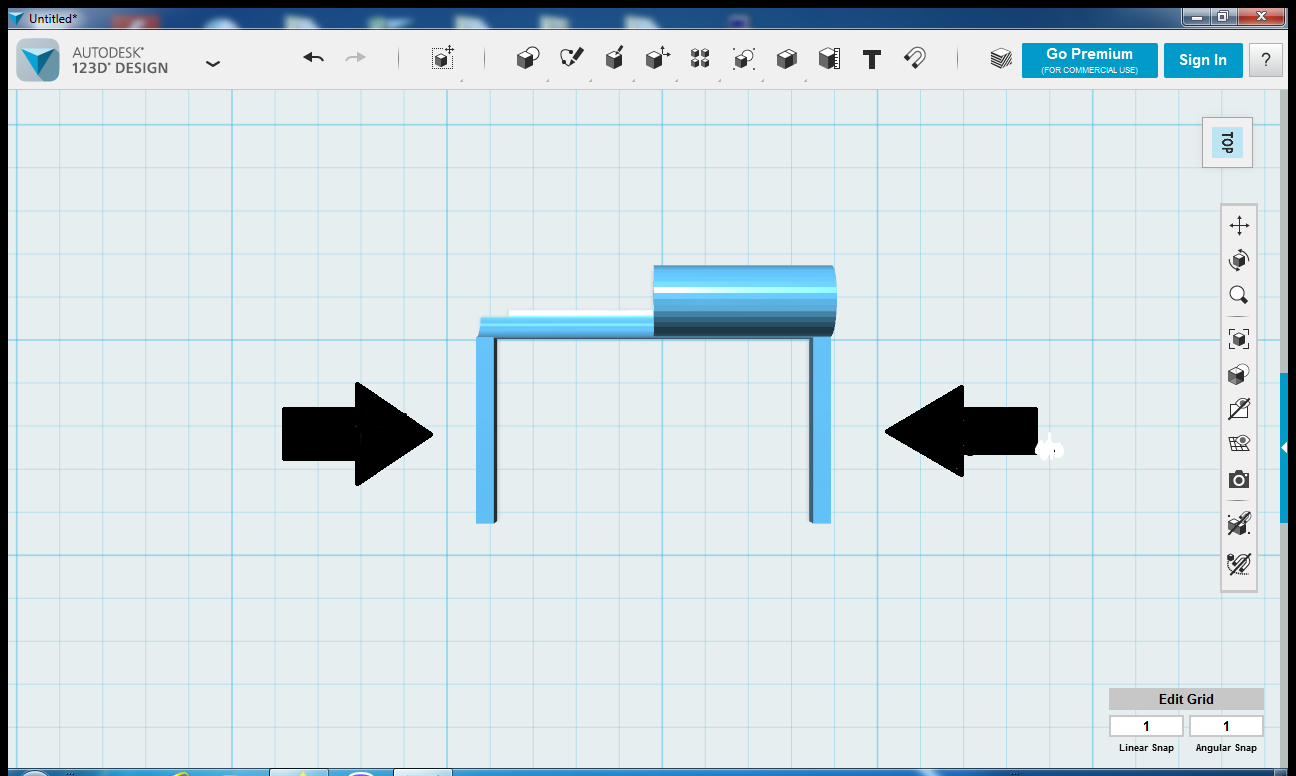 Untitled*
AUTODESK®
123D® DESIGN
T
Go Premium
(FOR COMMERCIAL USE)
Sign In
?
TOP
Edit Grid
1
1
Linear Snap
Angular Snap